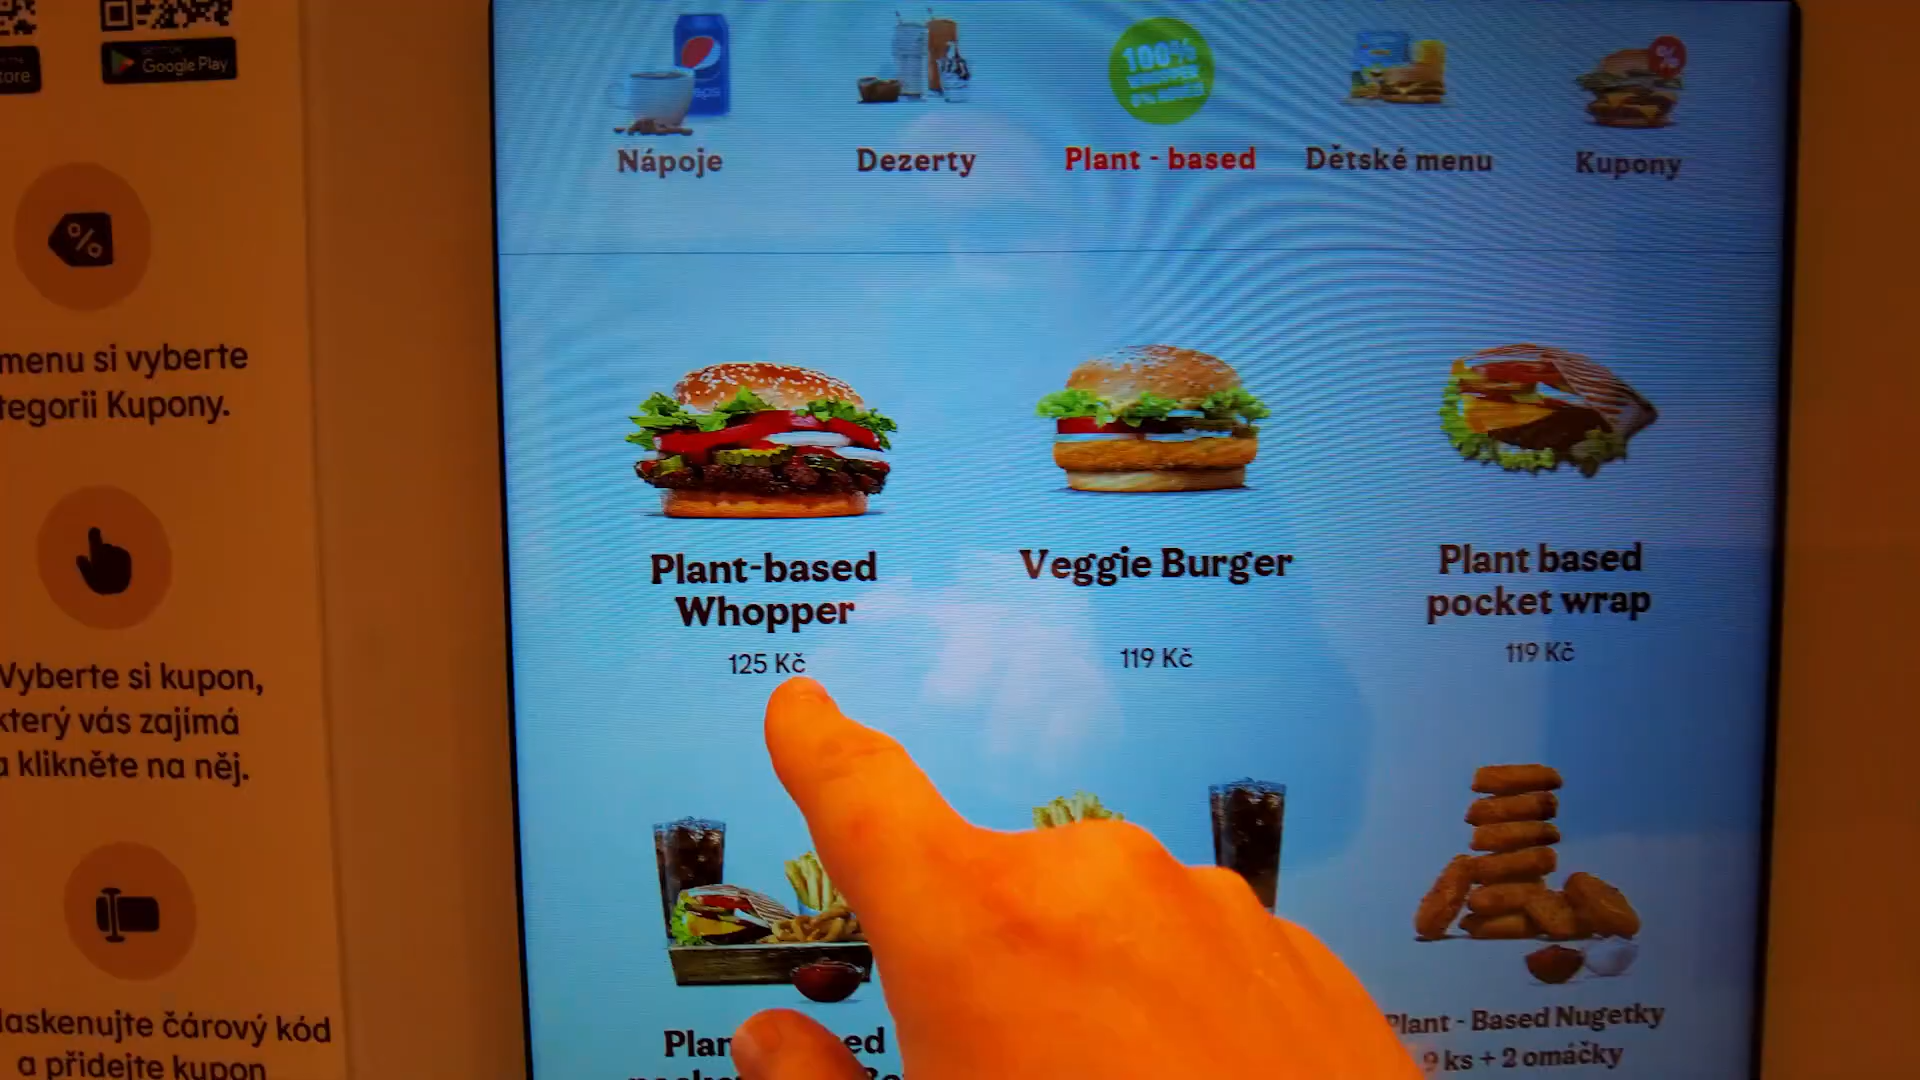 Google Play
tore
menu si vyberte
tegorii Kupony.
Vyberte si kupon,
který vás zajímá
a klikněte na něj.
laskenujte čárový kód
a přidejte kupon
Nápoje
Dezerty
100%
Plant - based
Dětské menu
Kupony
Plant-based
Whopper
125 Kč
Veggie Burger
119 Kč
Plant based
pocket wrap
119 Kč
Plant - Based Nugetky
9 ks + 2 omáčky